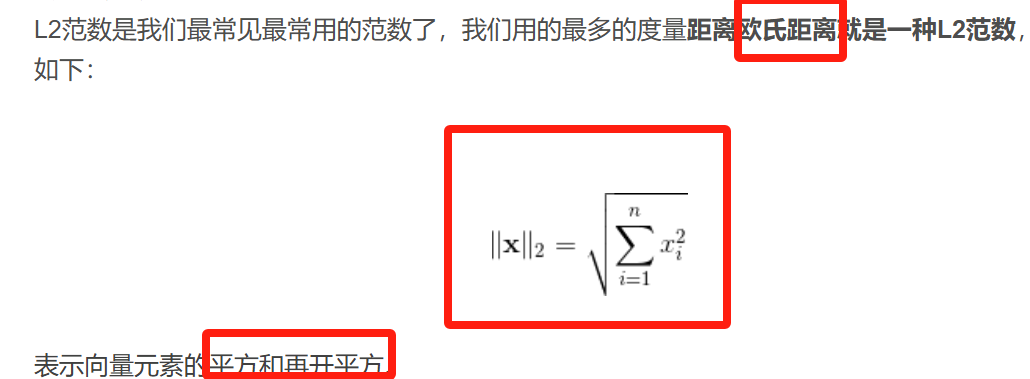 L2范数是我们最常见最常用的范数了，我们用的最多的度量距离欧氏距离就是一种L2范数，
如下：
||x||₂ = √(∑ⁿᵢ₌₁ xᵢ²)
表示向量元素的平方和再开平方